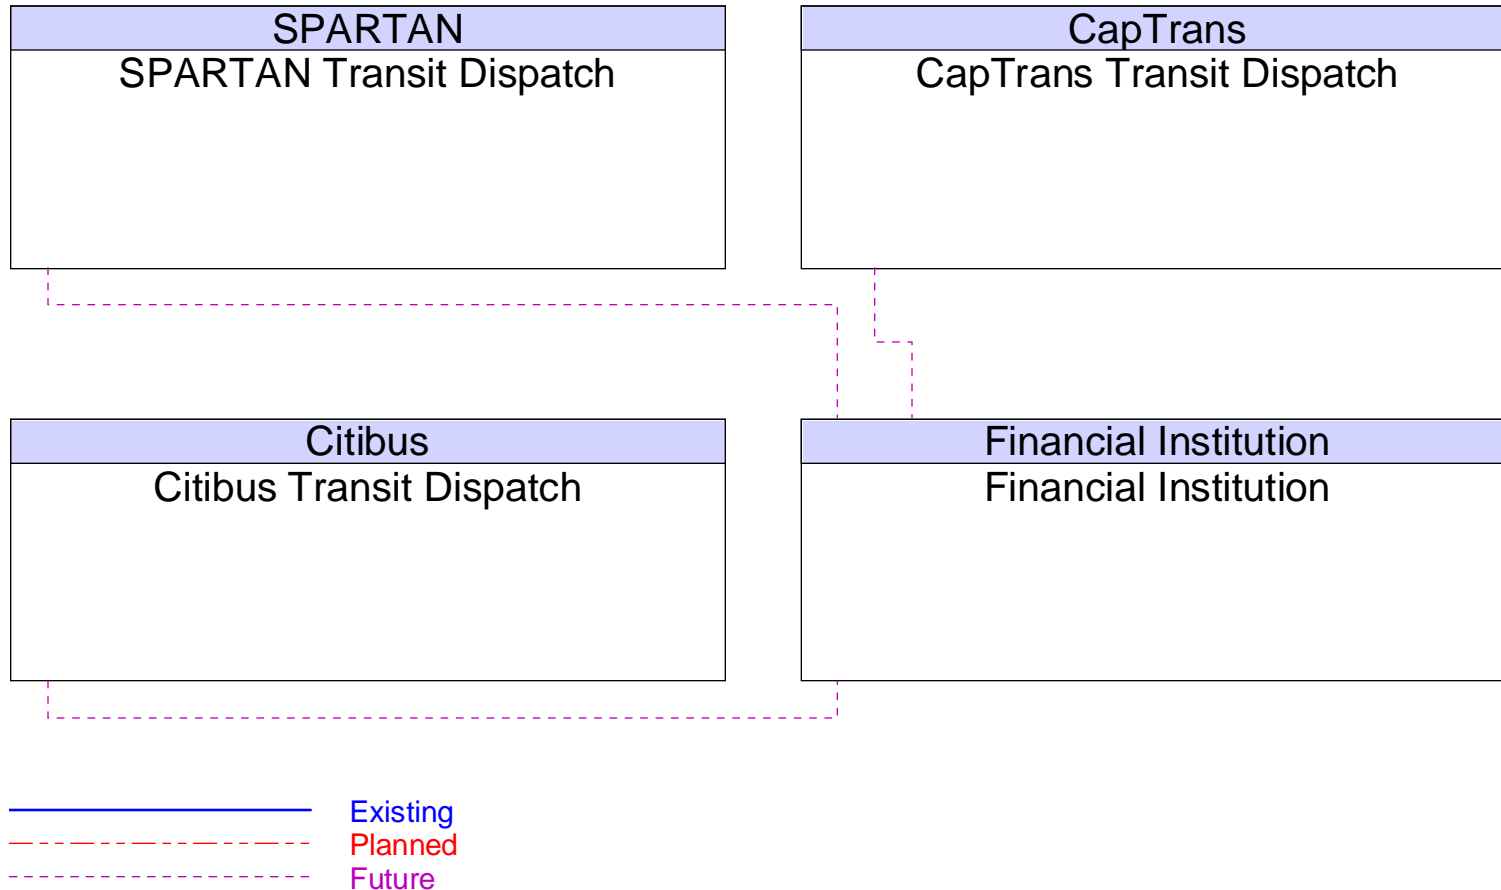 SPARTAN
SPARTAN Transit Dispatch
CapTrans
CapTrans Transit Dispatch
Citibus
Citibus Transit Dispatch
Financial Institution
Financial Institution
Existing
Planned
Future